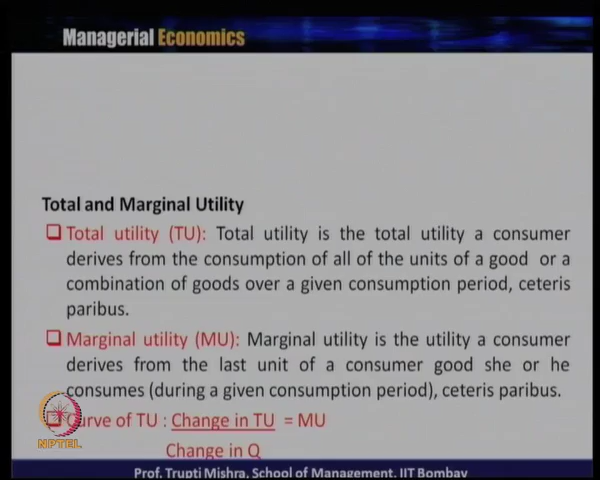 Managerial Economics
Total and Marginal Utility
Total utility (TU): Total utility is the total utility a consumer
derives from the consumption of all of the units of a good or a
combination of goods over a given consumption period, ceteris
paribus.
Marginal utility (MU): Marginal utility is the utility a consumer
derives from the last unit of a consumer good she or he
consumes (during a given consumption period), ceteris paribus.
Curve of TU : Change in TU = MU
Change in Q
NPTEL
Prof. Trupti Mishra, School of Management, IIT Bombay